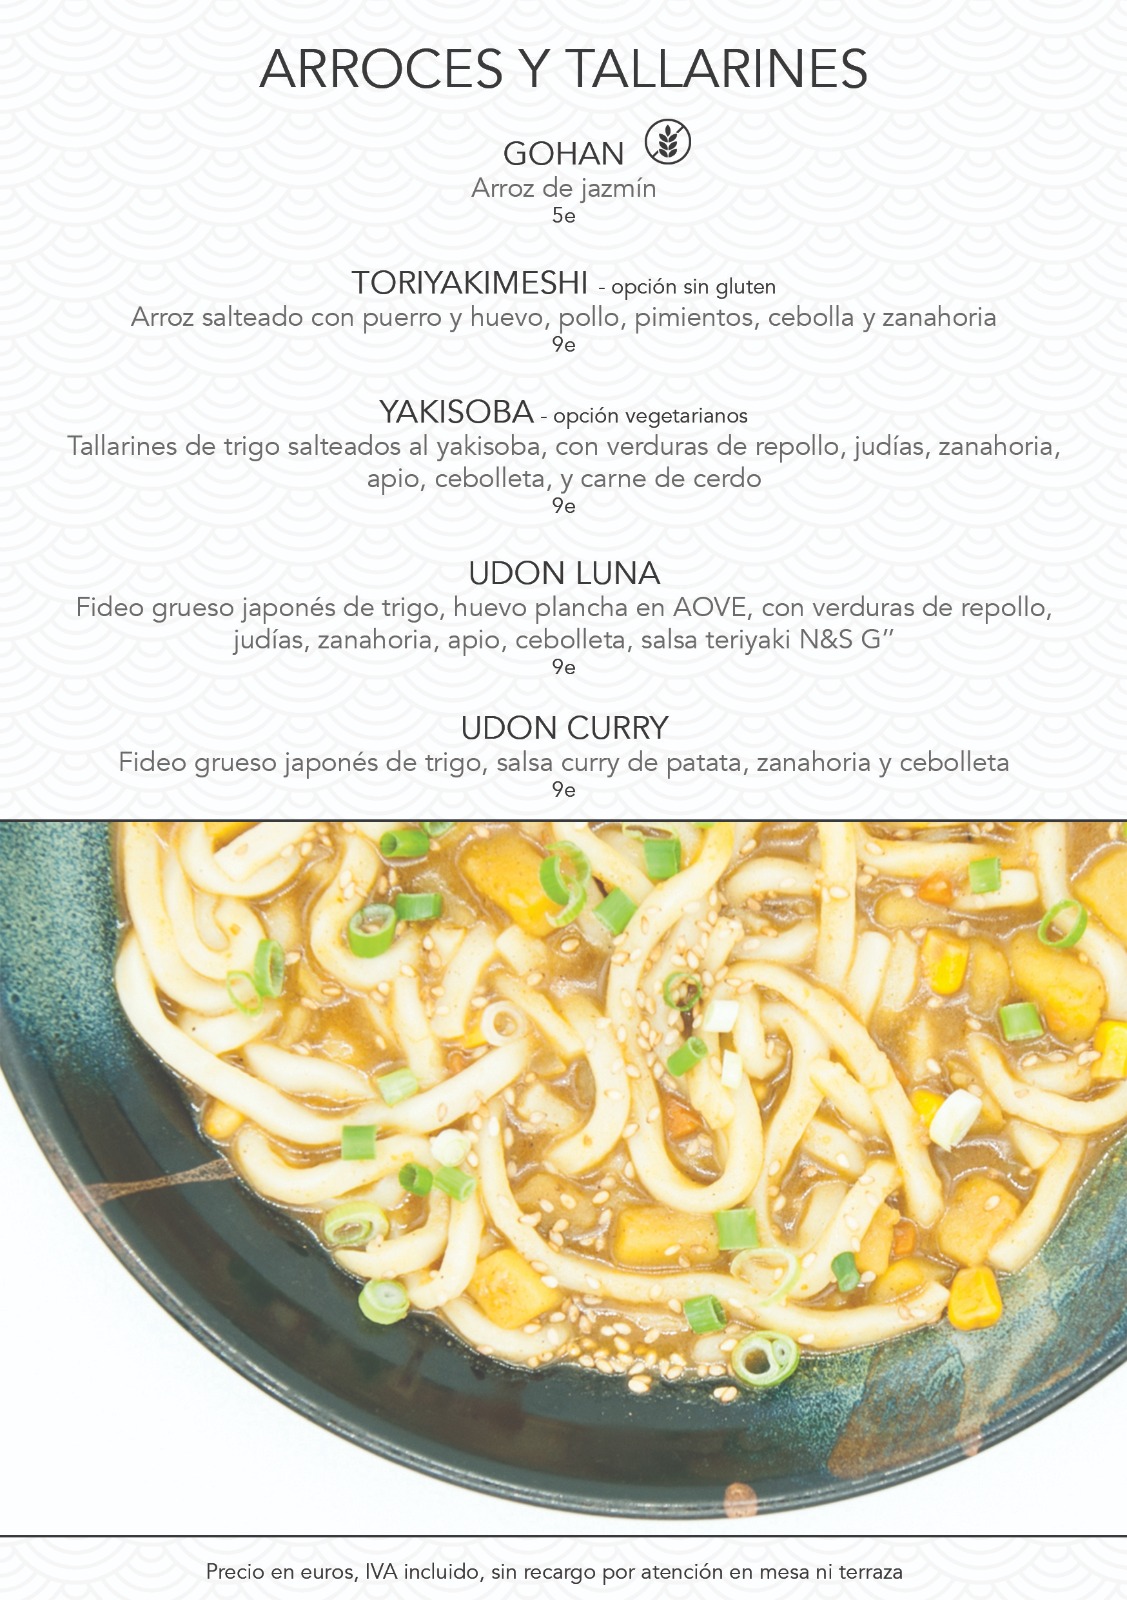 ARROCES Y TALLARINES
GOHAN
Arroz de jazmín
5e
TORIYAKIMESHI - opción sin gluten
Arroz salteado con puerro y huevo, pollo, pimientos, cebolla y zanahoria
9e
YAKISOBA - opción vegetarianos
Tallarines de trigo salteados al yakisoba, con verduras de repollo, judías, zanahoria,
apio, cebolleta, y carne de cerdo
9e
UDON LUNA
Fideo grueso japonés de trigo, huevo plancha en AOVE, con verduras de repollo,
judías, zanahoria, apio, cebolleta, salsa teriyaki N&S G’’
9e
UDON CURRY
Fideo grueso japonés de trigo, salsa curry de patata, zanahoria y cebolleta
9e
Precio en euros, IVA incluido, sin recargo por atención en mesa ni terraza